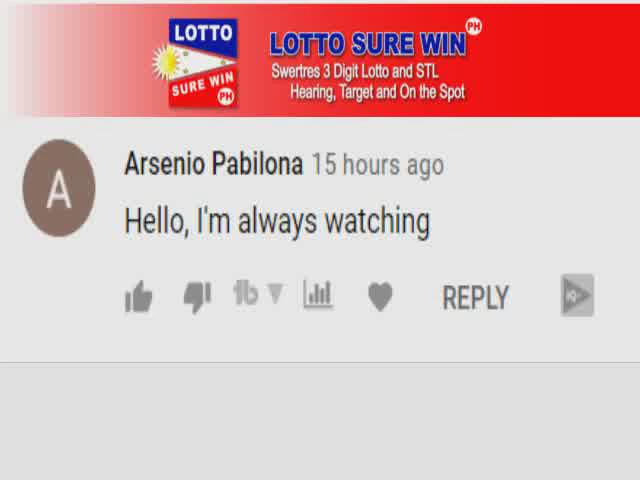 LOTTO
SURE WIN
PH
LOTTO SURE WIN PH
Swertres 3 Digit Lotto and STL
Hearing, Target and On the Spot
A
Arsenio Pabilona 15 hours ago
Hello, I'm always watching
REPLY